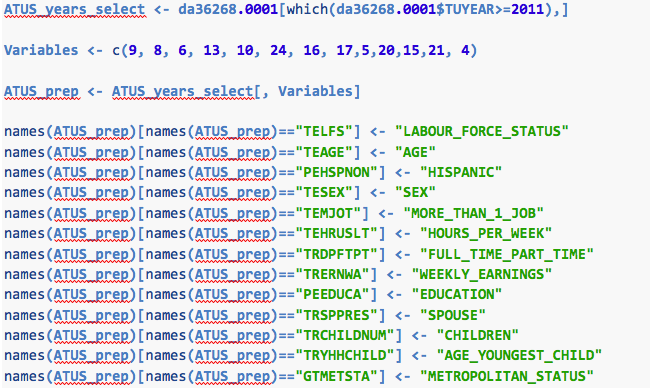 ATUS_years_select <- da36268.0001[which(da36268.0001$TUYEAR>=2011),]
Variables <- c(9, 8, 6, 13, 10, 24, 16, 17,5,20,15,21, 4)
ATUS_prep <- ATUS_years_select[, Variables]
names(ATUS_prep)[names(ATUS_prep)=="TELFS"] <- "LABOUR_FORCE_STATUS"
names(ATUS_prep)[names(ATUS_prep)=="TEAGE"] <- "AGE"
names(ATUS_prep)[names(ATUS_prep)=="PEHSPNON"] <- "HISPANIC"
names(ATUS_prep)[names(ATUS_prep)=="TESEX"] <- "SEX"
names(ATUS_prep)[names(ATUS_prep)=="TEMJOT"] <- "MORE_THAN_1_JOB"
names(ATUS_prep)[names(ATUS_prep)=="TEHRUSLT"] <- "HOURS_PER_WEEK"
names(ATUS_prep)[names(ATUS_prep)=="TRDPFTPT"] <- "FULL_TIME_PART_TIME"
names(ATUS_prep)[names(ATUS_prep)=="TRERNWA"] <- "WEEKLY_EARNINGS"
names(ATUS_prep)[names(ATUS_prep)=="PEEDUCA"] <- "EDUCATION"
names(ATUS_prep)[names(ATUS_prep)=="TRSPPRES"] <- "SPOUSE"
names(ATUS_prep)[names(ATUS_prep)=="TRCHILDNUM"] <- "CHILDREN"
names(ATUS_prep)[names(ATUS_prep)=="TRYHHCHILD"] <- "AGE_YOUNGEST_CHILD"
names(ATUS_prep)[names(ATUS_prep)=="GTMETSTA"] <- "METROPOLITAN_STATUS"